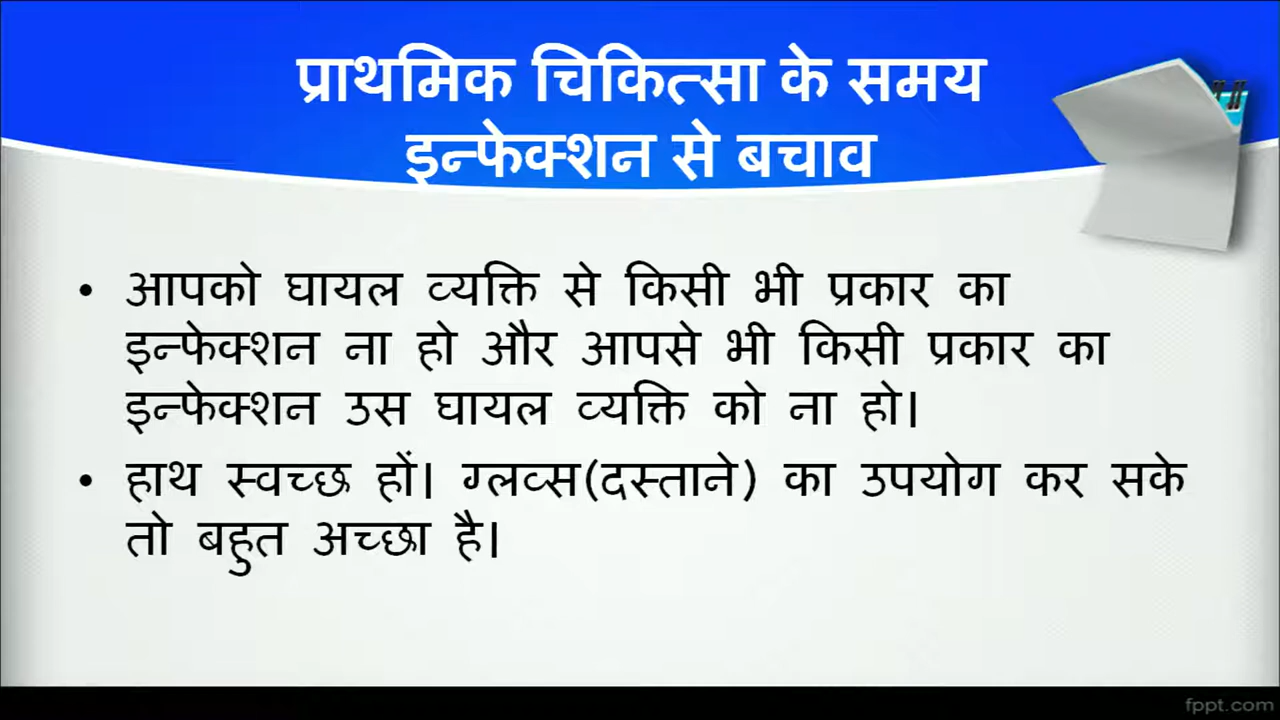 प्राथमिक चिकित्सा के समय
इन्फेक्शन से बचाव
• आपको घायल व्यक्ति से किसी भी प्रकार का
इन्फेक्शन ना हो और आपसे भी किसी प्रकार का
इन्फेक्शन उस घायल व्यक्ति को ना हो।
• हाथ स्वच्छ हों। ग्लव्स(दस्ताने) का उपयोग कर सके
तो बहुत अच्छा है।
fppt.com